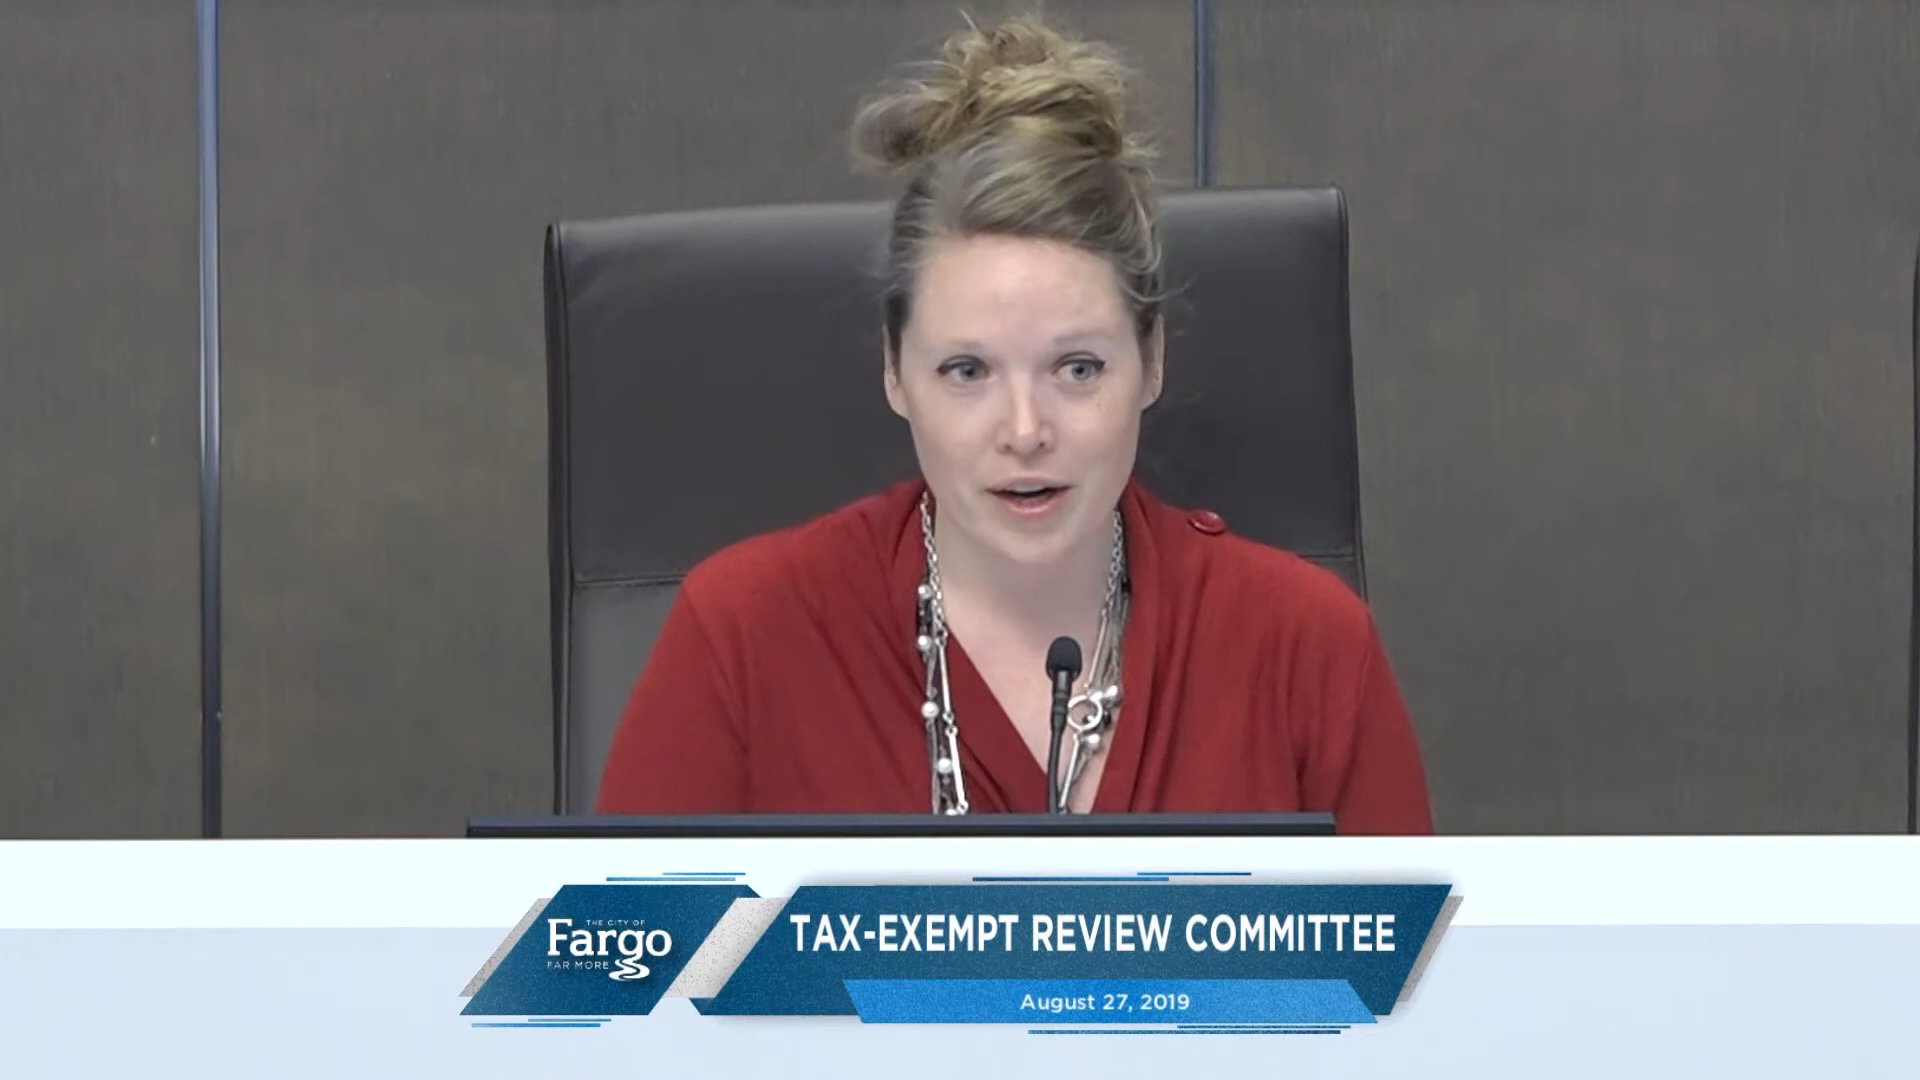 THE CITY OF
Fargo
FAR MORE
TAX-EXEMPT REVIEW COMMITTEE
August 27, 2019